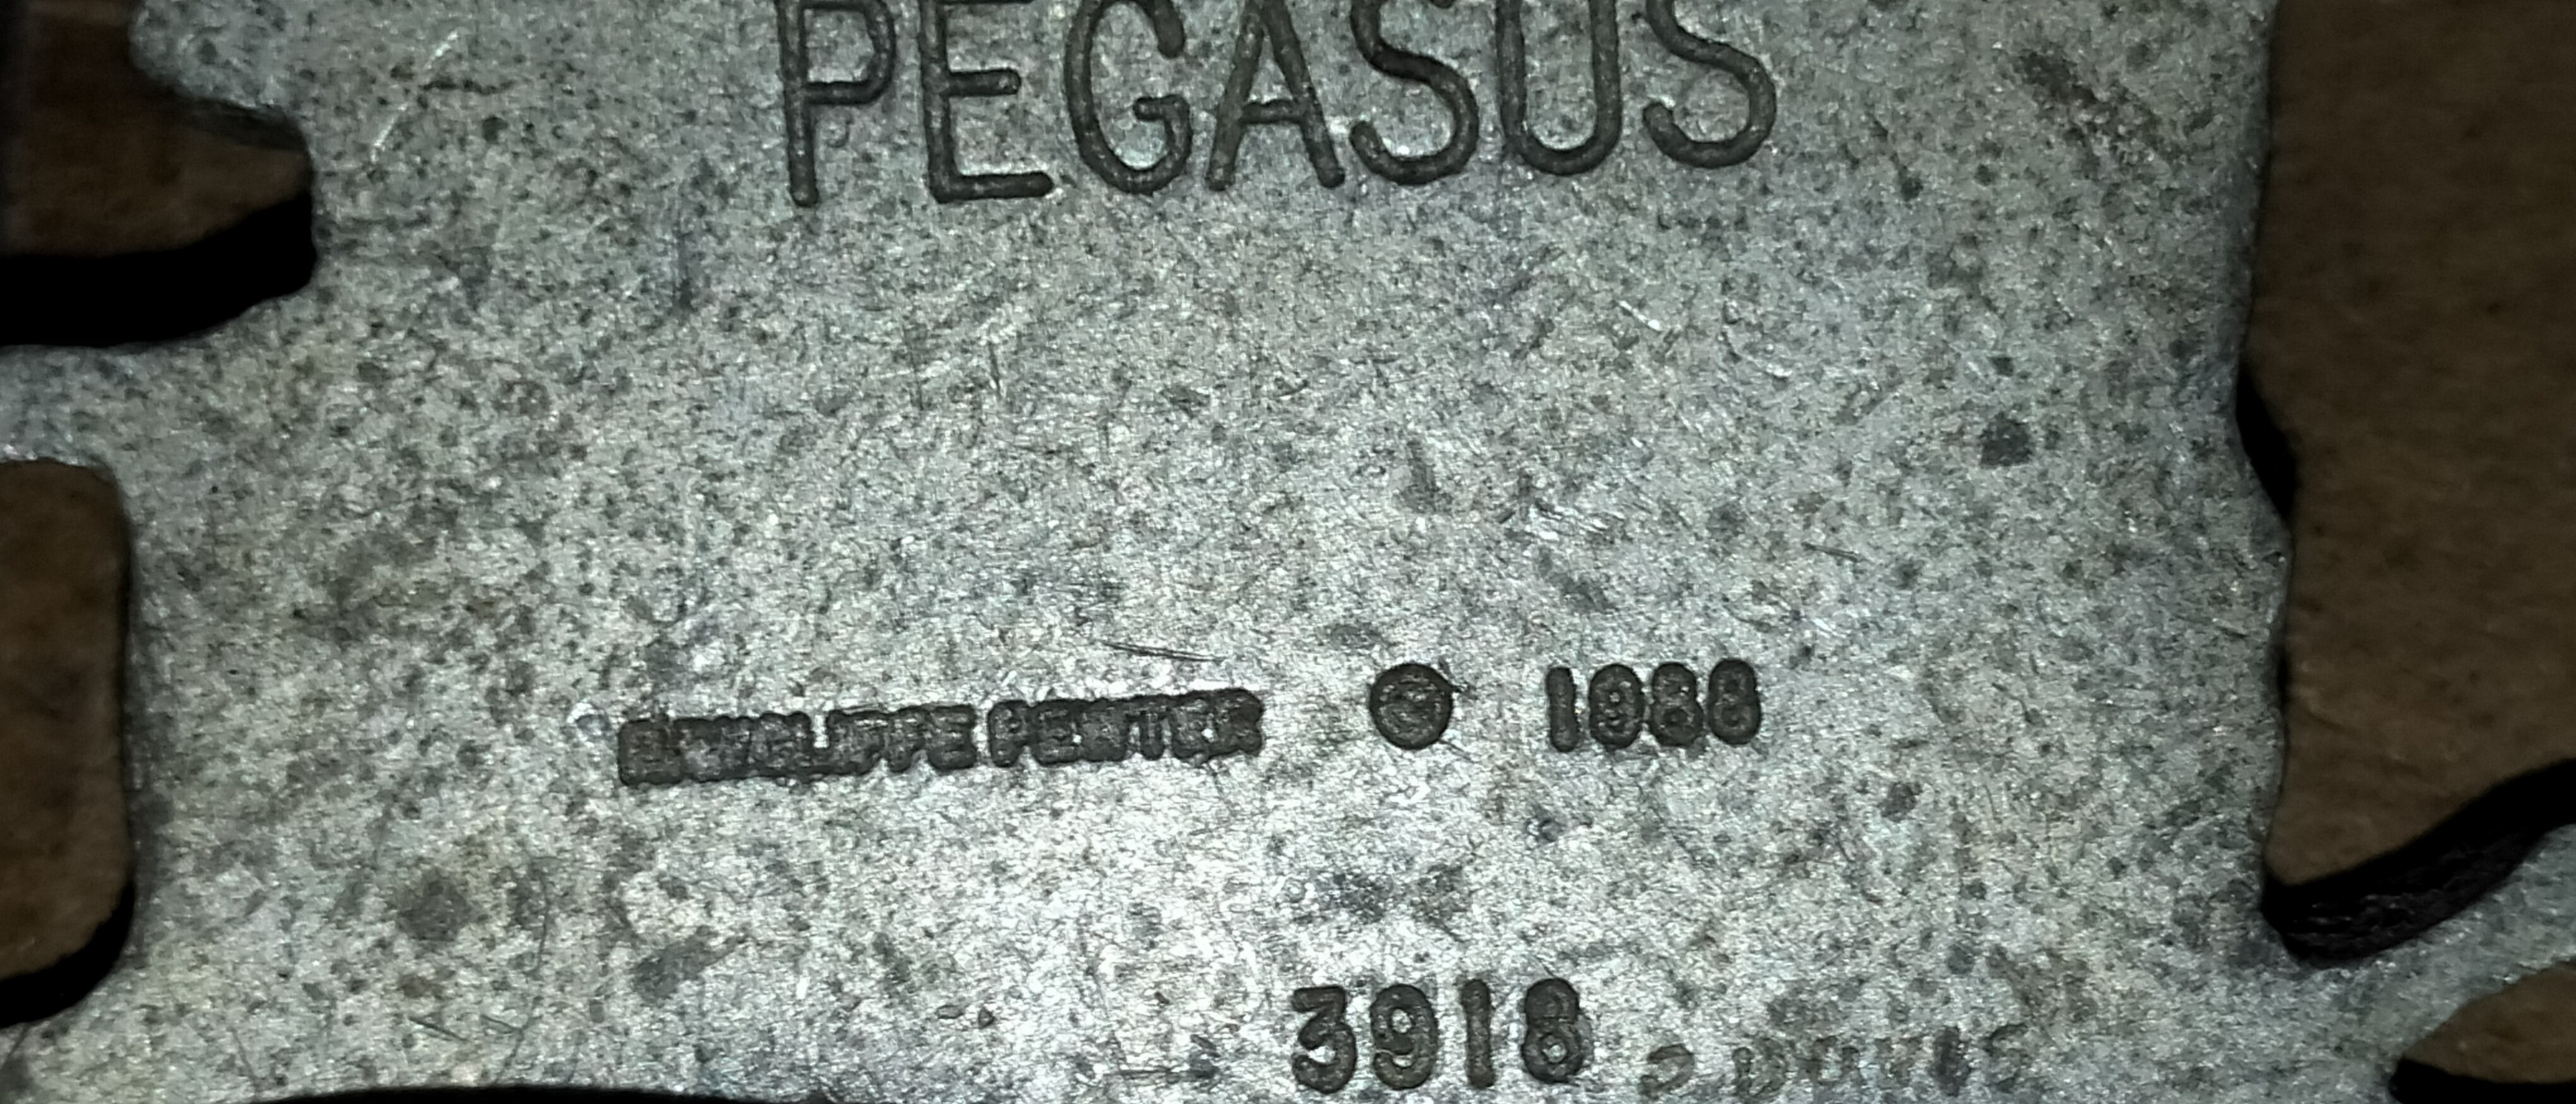 PEGASUS
RAWCLIFFE PEWTER © 1988
3918